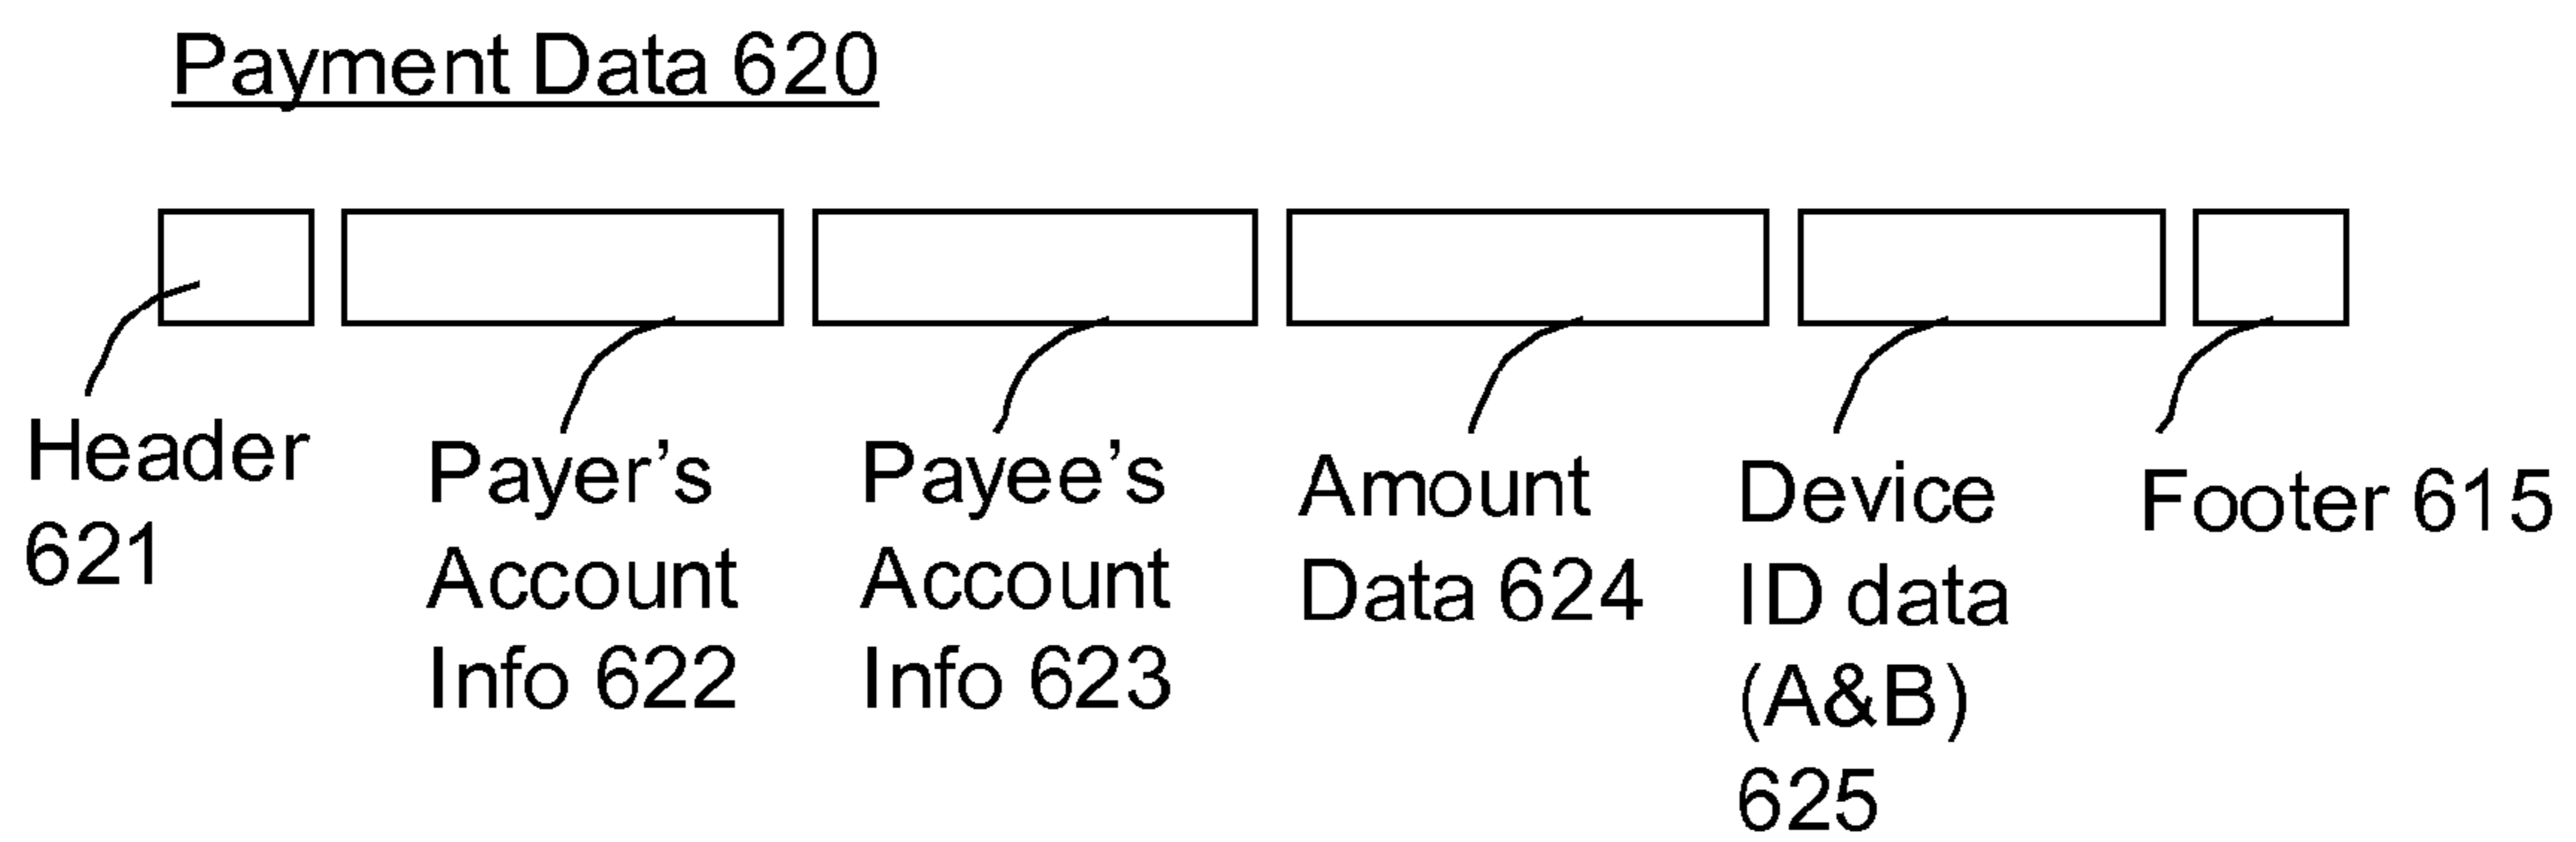 Payment Data 620
Header
621
Payer’s
Account
Info 622
Payee’s
Account
Info 623
Amount
Data 624
Device
ID data
(A&B)
625
Footer 615